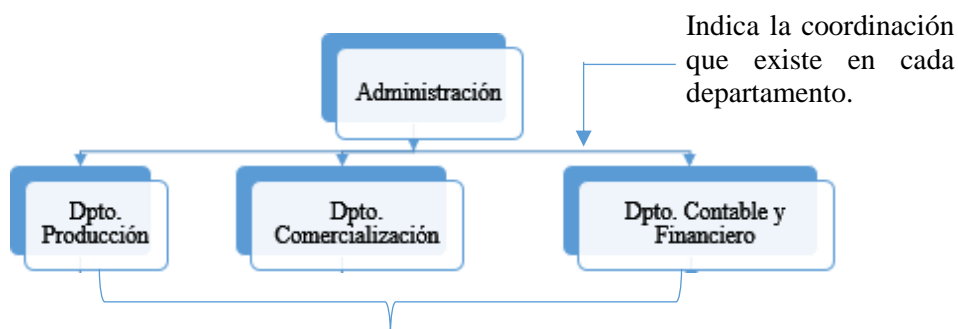 Indica la coordinación
que existe en cada
departamento.
Administración
Dpto.
Producción
Dpto.
Comercialización
Dpto. Contable y
Financiero